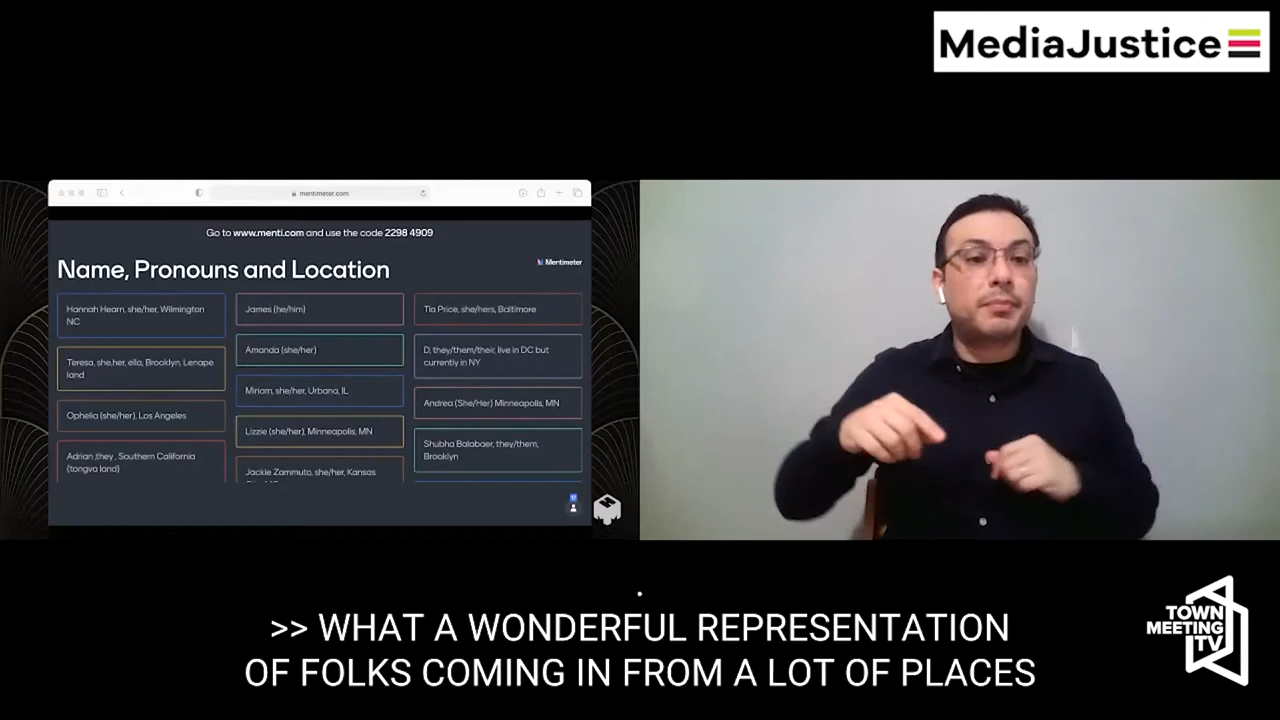 MediaJustice
mentimeter.com
Go to www.menti.com and use the code 2298 4909
Name, Pronouns and Location
Mentimeter
Hannah Hearn, she/her, Wilmington
NC
Teresa, she,her, ella, Brooklyn, Lenape
land
Ophelia (she/her), Los Angeles
Adrian ,they , Southern California
(tongva land)
James (he/him)
Amanda (she/her)
Miriam, she/her, Urbana, IL
Lizzie (she/her), Minneapolis, MN
Jackie Zammuto, she/her, Kansas
Tia Price, she/hers, Baltimore
D, they/them/their, live in DC but
currently in NY
Andrea (She/Her) Minneapolis, MN
Shubha Balabaer, they/them,
Brooklyn
.
>> WHAT A WONDERFUL REPRESENTATION
OF FOLKS COMING IN FROM A LOT OF PLACES
TOWN
MEETING
TV